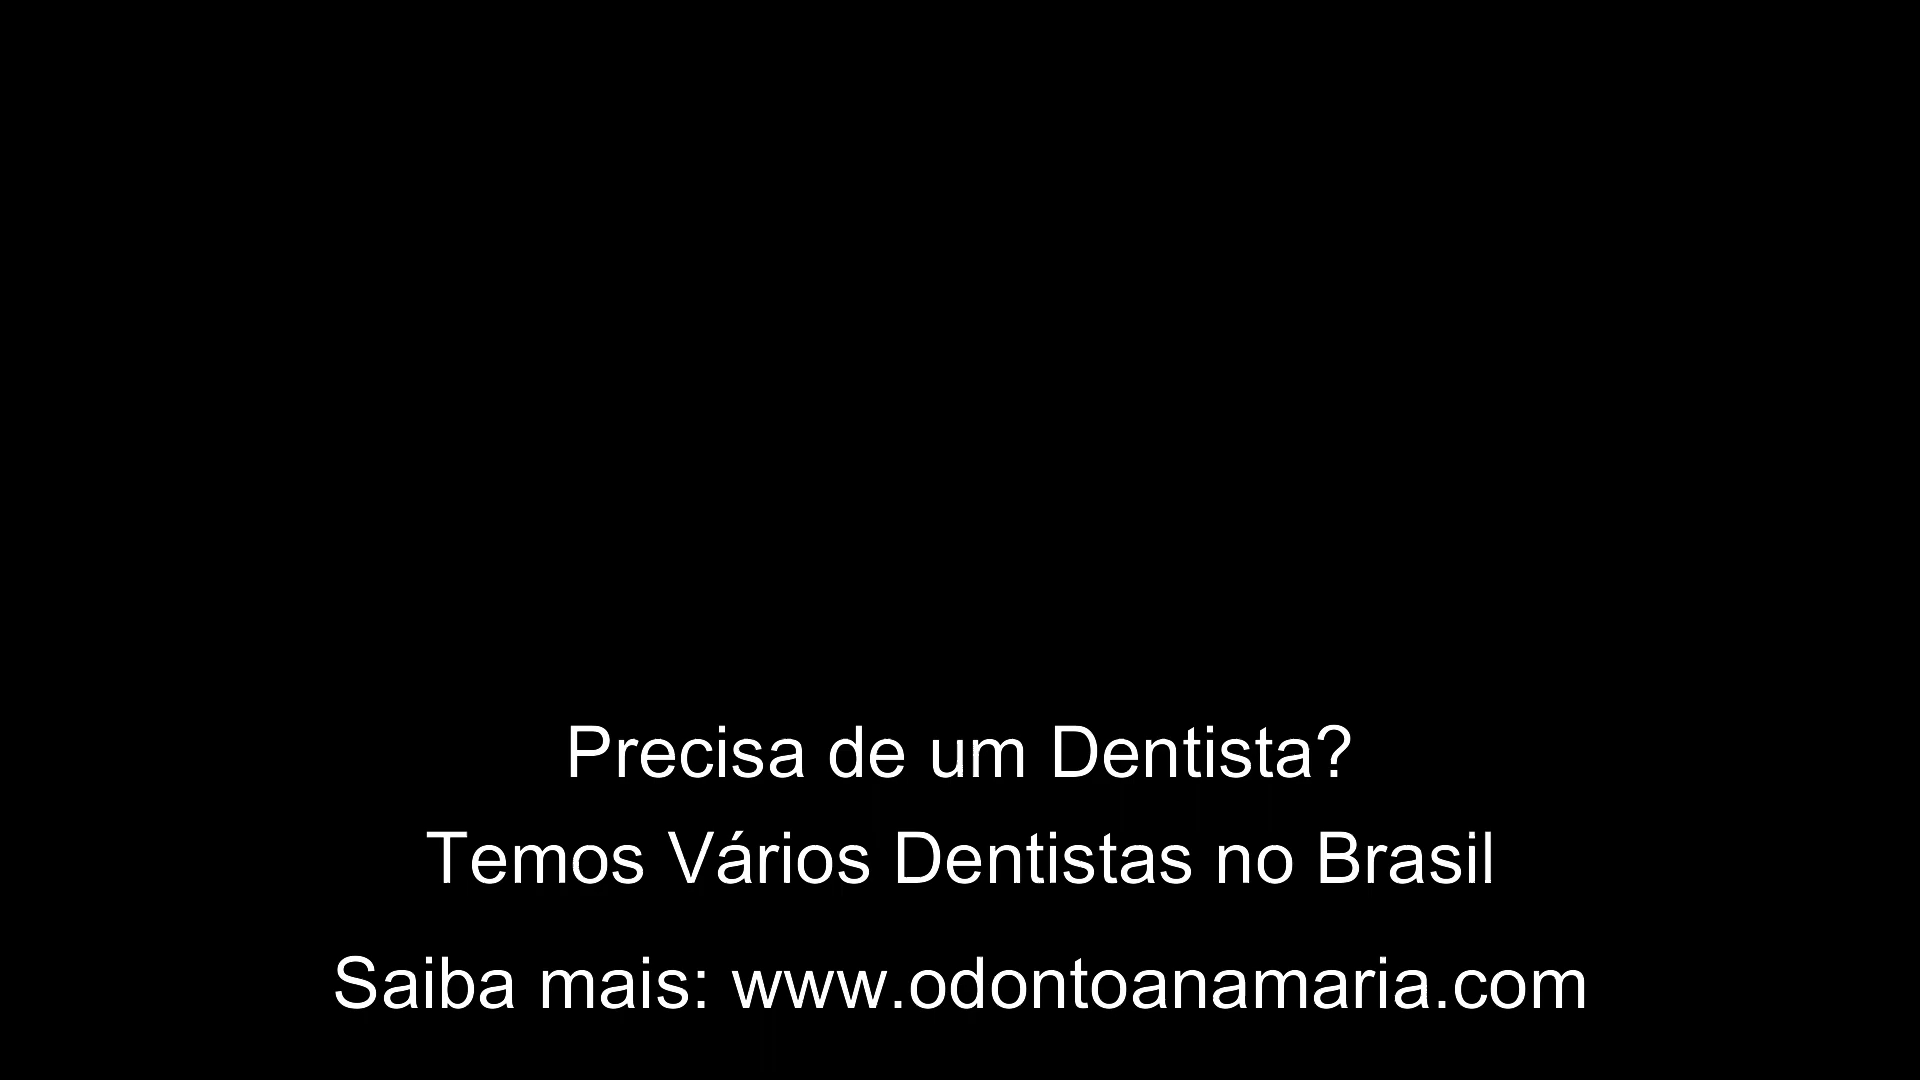 Precisa de um Dentista?
Temos Vários Dentistas no Brasil
Saiba mais: www.odontoanamaria.com